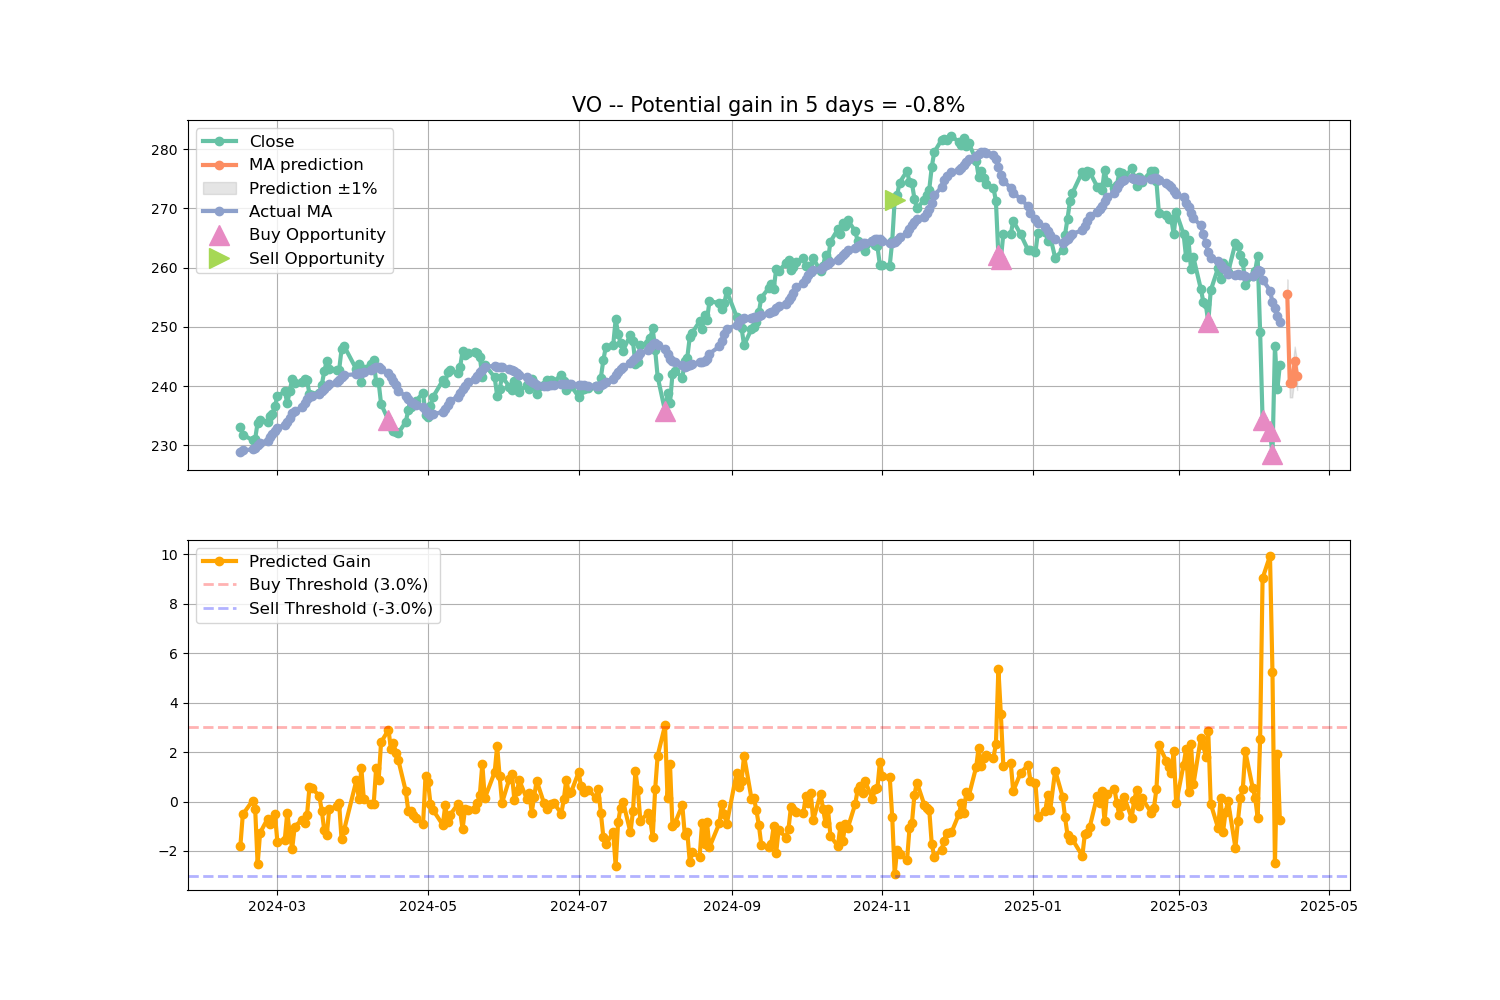 VO -- Potential gain in 5 days = -0.8%
Close
MA prediction
Prediction ±1%
Actual MA
Buy Opportunity
Sell Opportunity
280
270
260
250
240
230
Predicted Gain
Buy Threshold (3.0%)
Sell Threshold (-3.0%)
10
8
6
4
2
0
−2
2024-03 2024-05 2024-07 2024-09 2024-11 2025-01 2025-03 2025-05